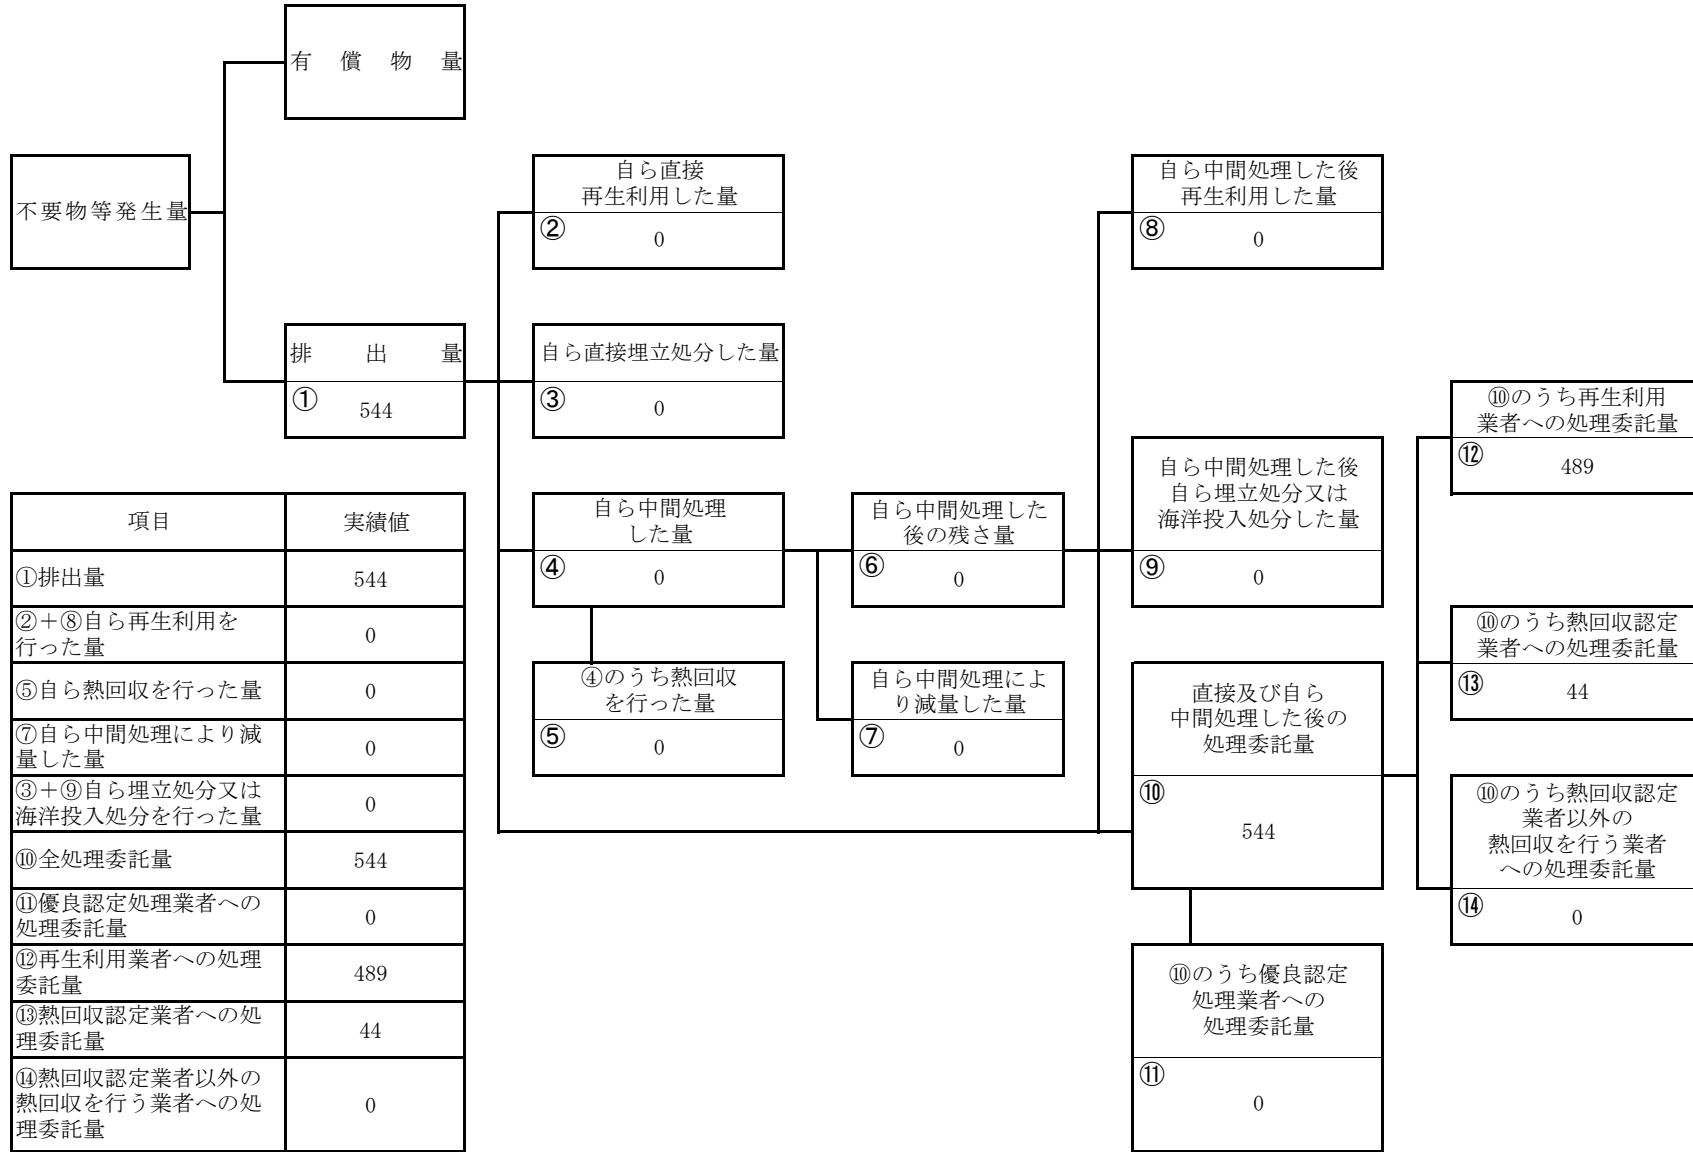 有償物量
不要物等発生量
排出量
①
544
自ら直接
再生利用した量
②
0
自ら直接埋立処分した量
③
0
自ら中間処理
した量
④
0
④のうち熱回収
を行った量
⑤
0
自ら中間処理した
後の残さ量
⑥
0
自ら中間処理によ
り減量した量
⑦
0
自ら中間処理した後
再生利用した量
⑧
0
自ら中間処理した後
自ら埋立処分又は
海洋投入処分した量
⑨
0
直接及び自ら
中間処理した後の
処理委託量
⑩
544
⑩のうち優良認定
処理業者への
処理委託量
⑪
0
⑩のうち再生利用
業者への処理委託量
⑫
489
⑩のうち熱回収認定
業者への処理委託量
⑬
44
⑩のうち熱回収認定
業者以外の
熱回収を行う業者
への処理委託量
⑭
0
項目 実績値
①排出量 544
②+⑧自ら再生利用を
行った量 0
⑤自ら熱回収を行った量 0
⑦自ら中間処理により減
量した量 0
③+⑨自ら埋立処分又は
海洋投入処分を行った量 0
⑩全処理委託量 544
⑪優良認定処理業者への
処理委託量 0
⑫再生利用業者への処理
委託量 489
⑬熱回収認定業者への処
理委託量 44
⑭熱回収認定業者以外の
熱回収を行う業者への処
理委託量 0